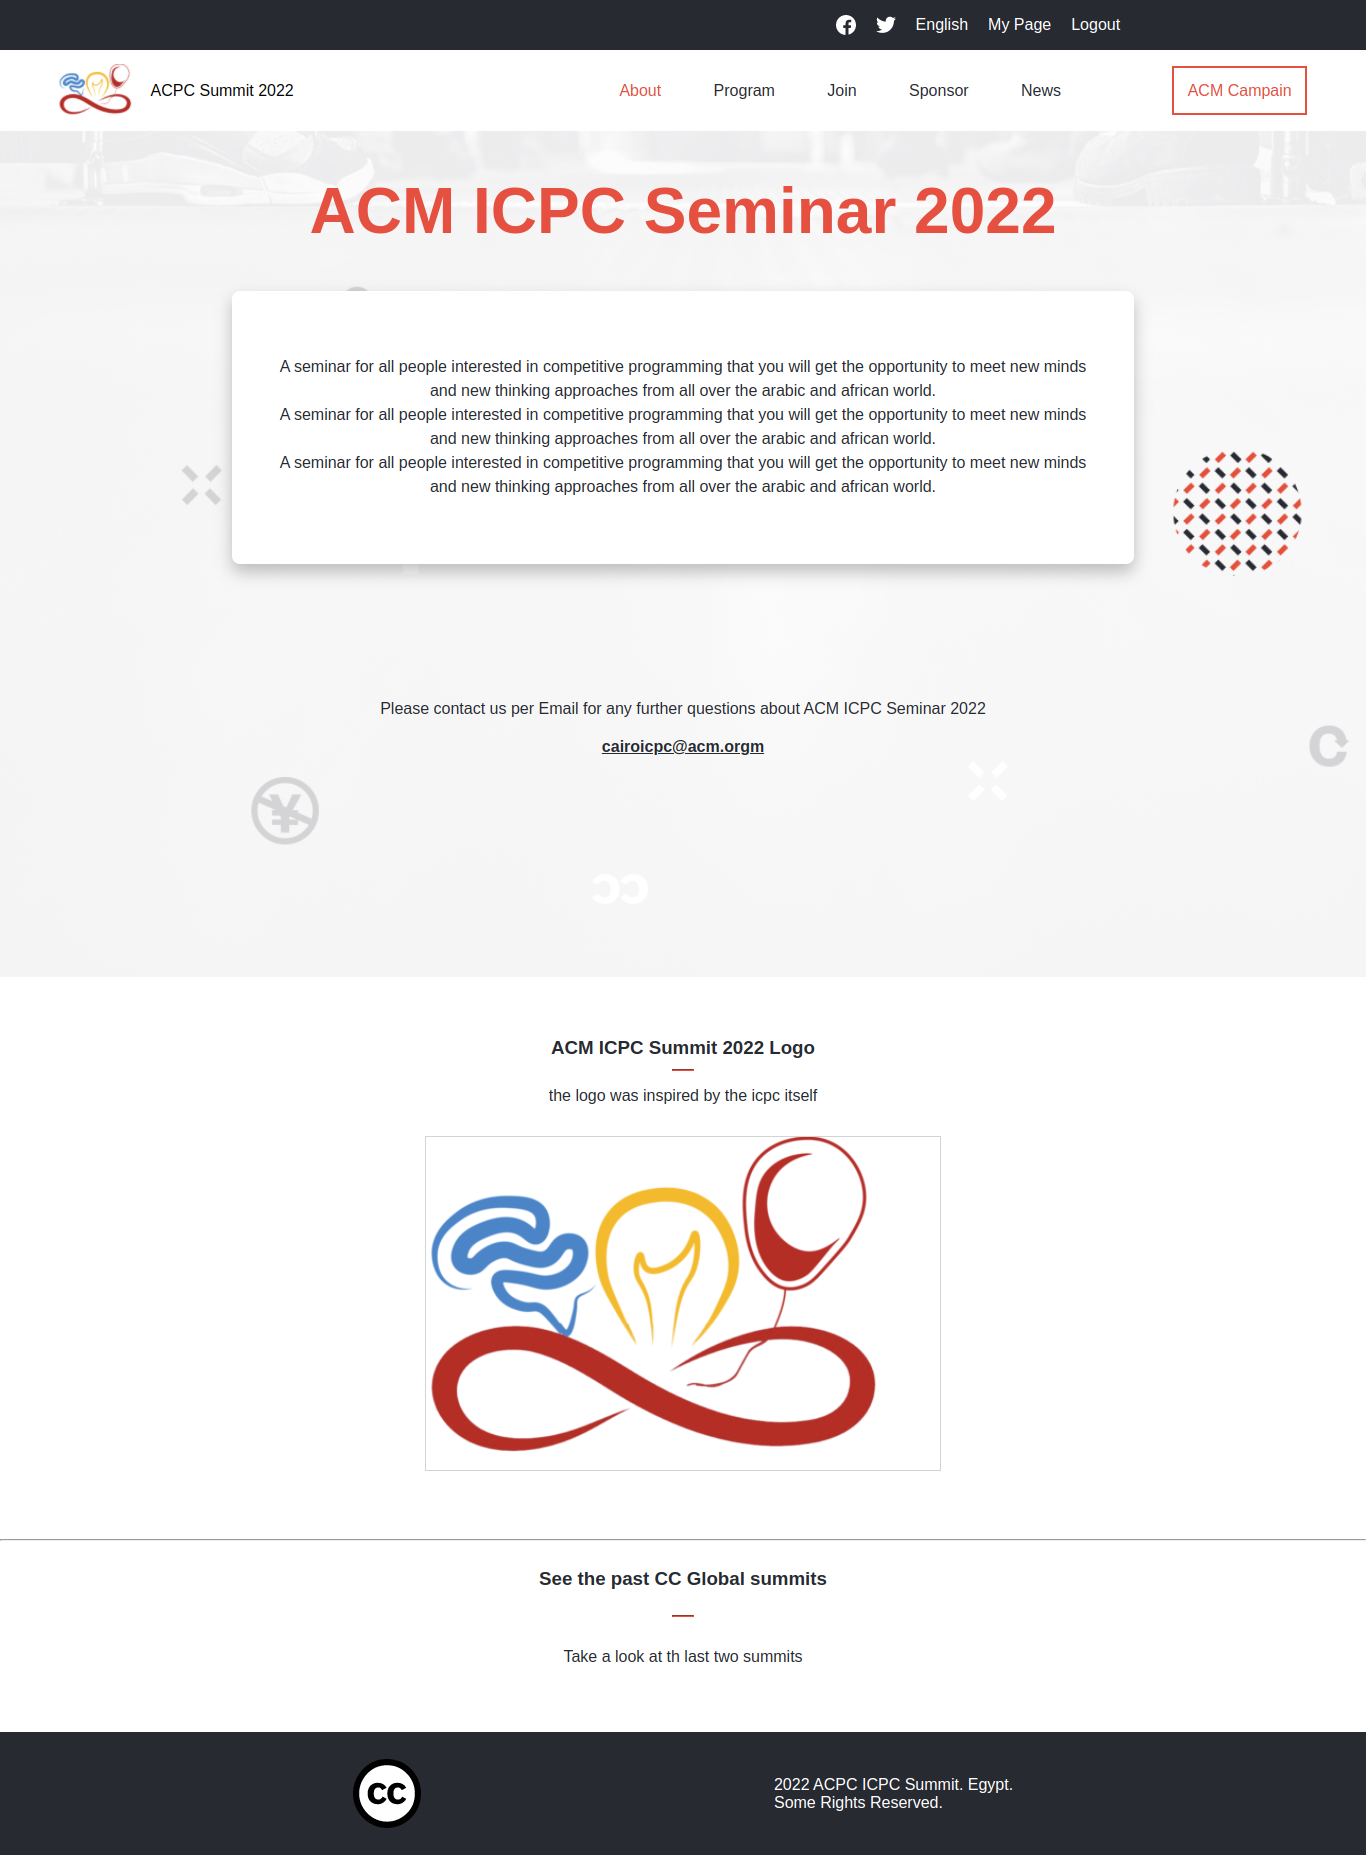 English My Page Logout
ACPC Summit 2022
About Program Join Sponsor News
ACM Campain
ACM ICPC Seminar 2022
A seminar for all people interested in competitive programming that you will get the opportunity to meet new minds
and new thinking approaches from all over the arabic and african world.
A seminar for all people interested in competitive programming that you will get the opportunity to meet new minds
and new thinking approaches from all over the arabic and african world.
A seminar for all people interested in competitive programming that you will get the opportunity to meet new minds
and new thinking approaches from all over the arabic and african world.
Please contact us per Email for any further questions about ACM ICPC Seminar 2022
cairoicpc@acm.orgm
ACM ICPC Summit 2022 Logo
the logo was inspired by the icpc itself
See the past CC Global summits
Take a look at th last two summits
cc
2022 ACPC ICPC Summit. Egypt.
Some Rights Reserved.